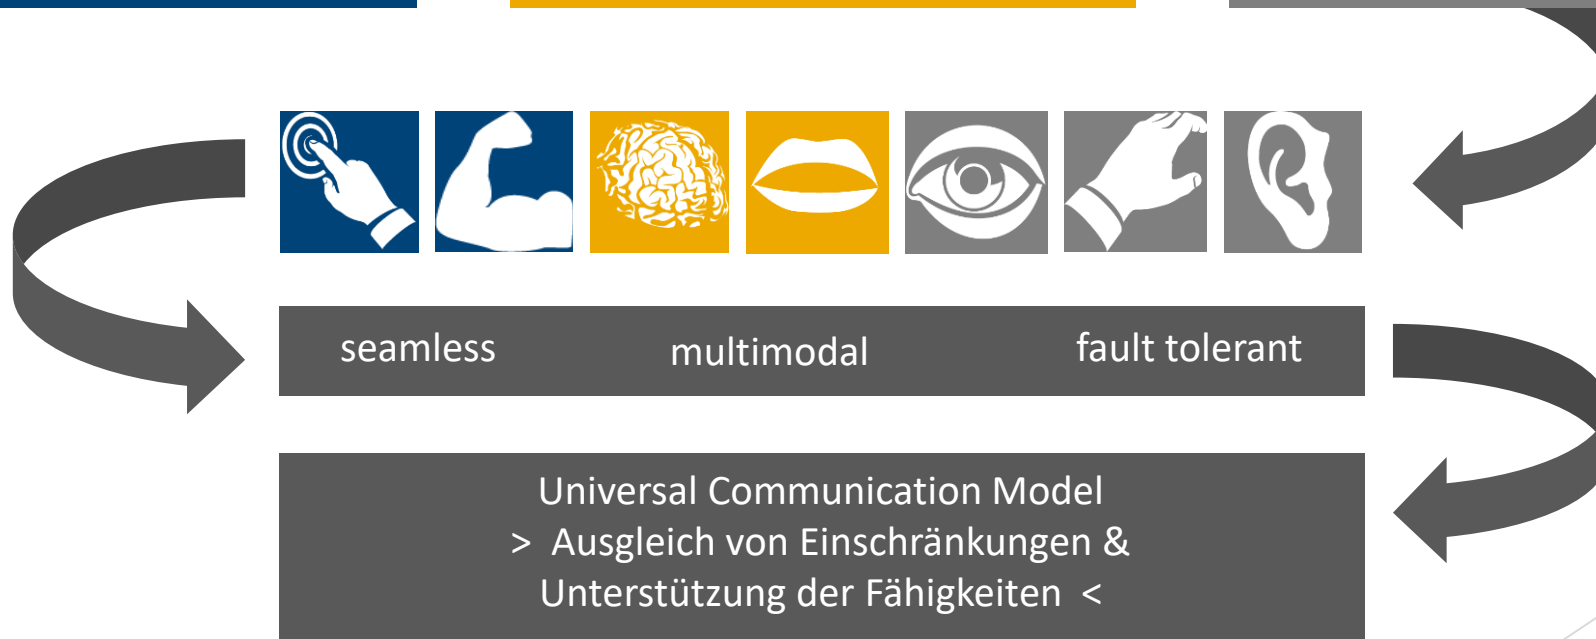 seamless multimodal fault tolerant
Universal Communication Model
> Ausgleich von Einschränkungen &
Unterstützung der Fähigkeiten <